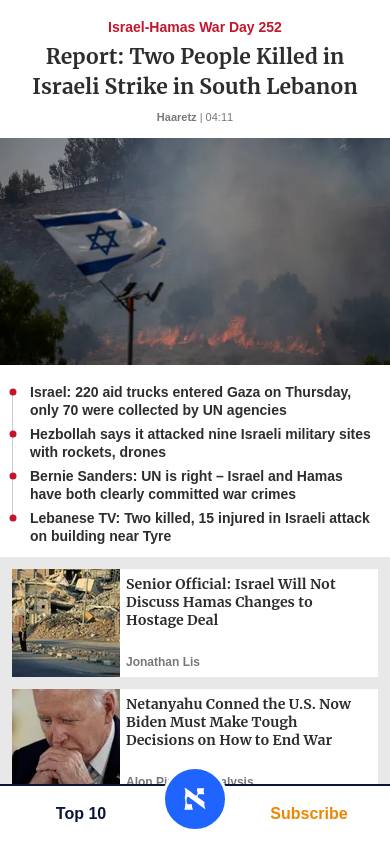 Israel-Hamas War Day 252
Report: Two People Killed in
Israeli Strike in South Lebanon
Haaretz | 04:11
Israel: 220 aid trucks entered Gaza on Thursday,
only 70 were collected by UN agencies
Hezbollah says it attacked nine Israeli military sites
with rockets, drones
Bernie Sanders: UN is right – Israel and Hamas
have both clearly committed war crimes
Lebanese TV: Two killed, 15 injured in Israeli attack
on building near Tyre
Senior Official: Israel Will Not
Discuss Hamas Changes to
Hostage Deal
Jonathan Lis
Netanyahu Conned the U.S. Now
Biden Must Make Tough
Decisions on How to End War
Alon
Top 10
א
Subscribe